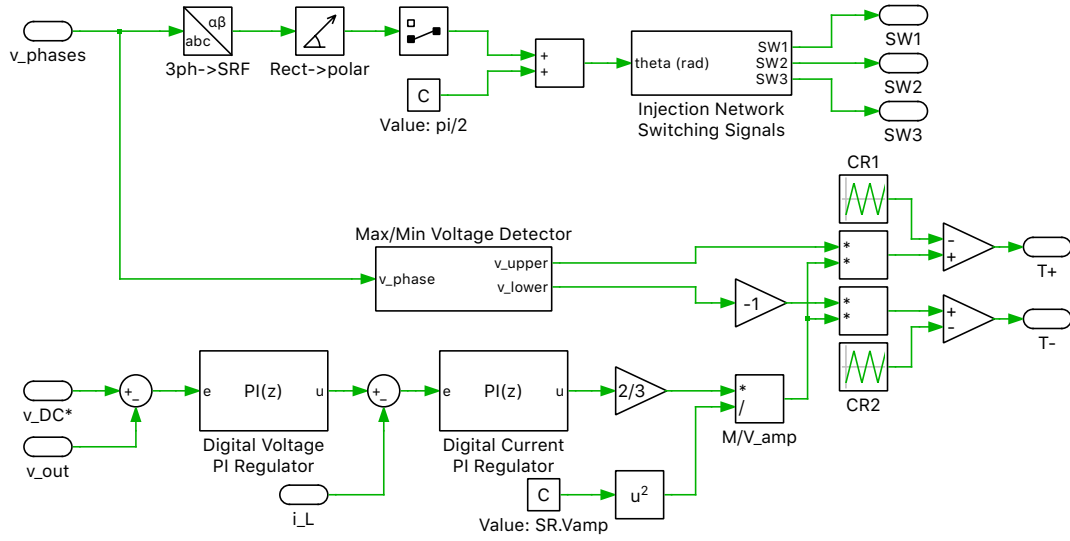 v_phases
αβ
abc
3ph->SRF
Rect->polar
C
Value: pi/2
+
+
theta (rad)
SW1
SW2
SW3
Injection Network
Switching Signals
SW1
SW2
SW3
CR1
Max/Min Voltage Detector
v_phase
v_upper
v_lower
-1
*
*
*
*
-
+
T+
+
-
T-
CR2
v_DC*
v_out
+
-
e
PI(z)
u
Digital Voltage
PI Regulator
+
-
i_L
e
PI(z)
u
Digital Current
PI Regulator
2/3
*
/
M/V_amp
C
Value: SR.Vamp
u²